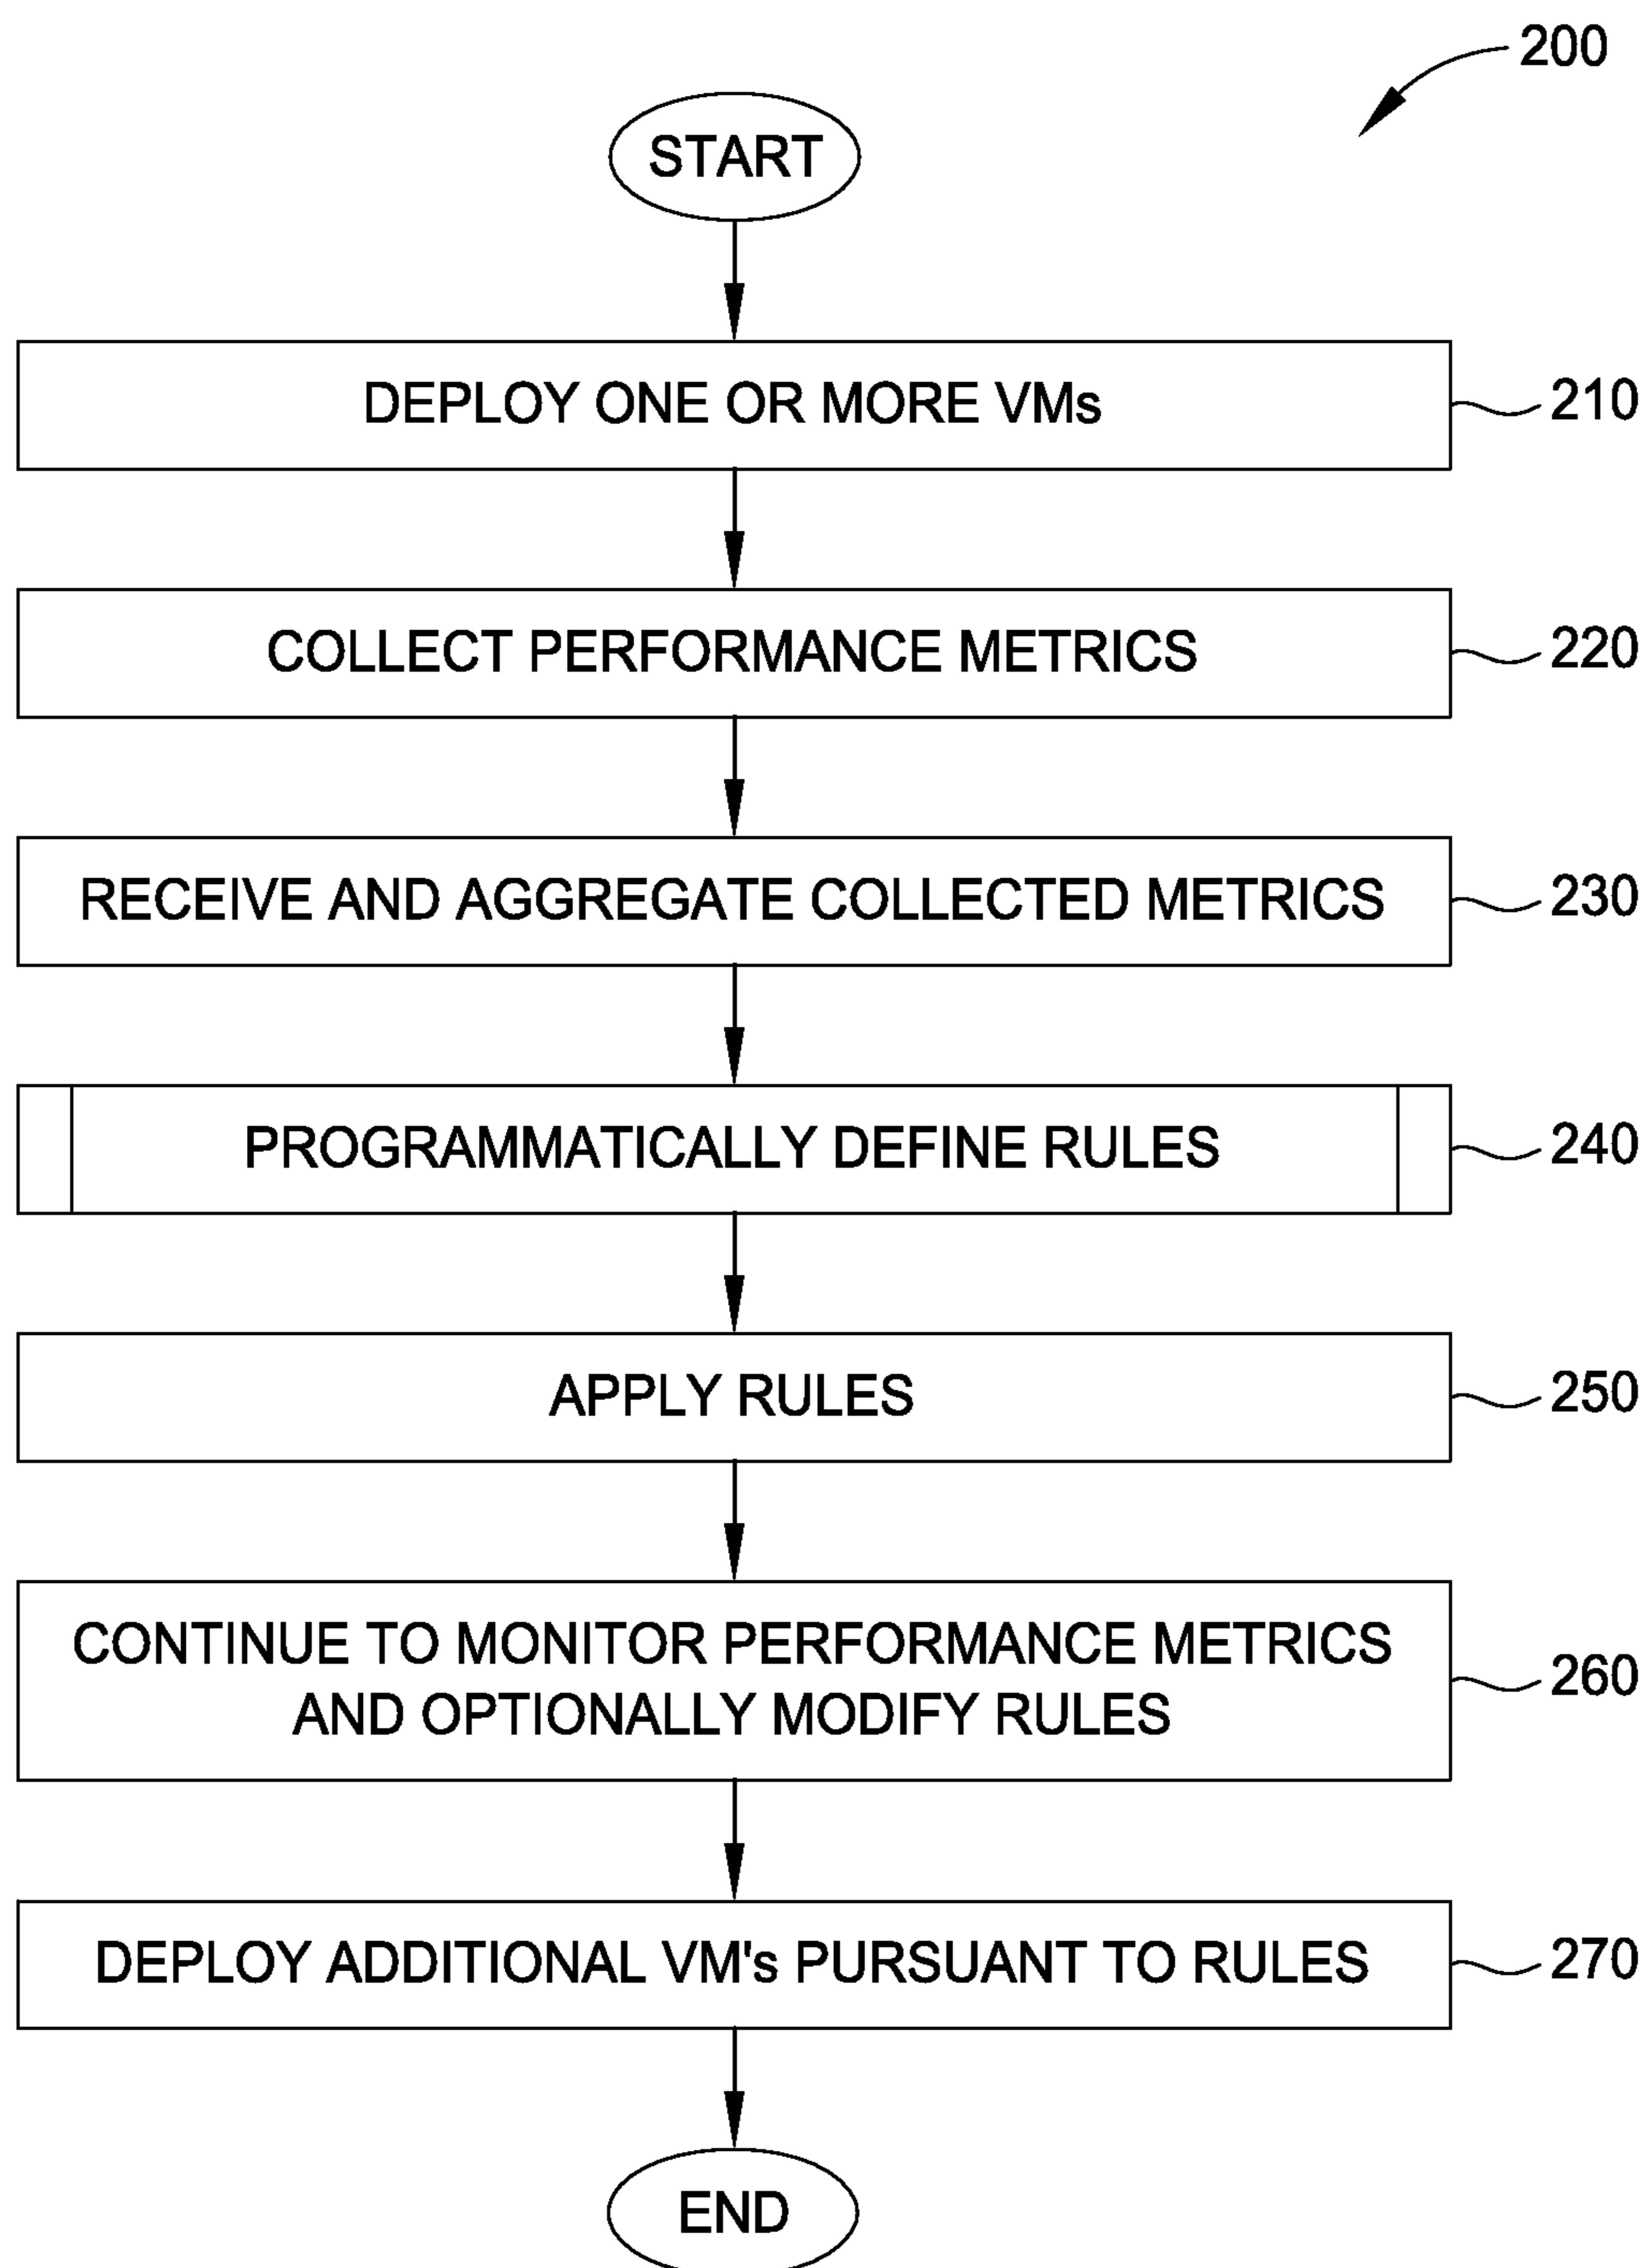 200
START
DEPLOY ONE OR MORE VMs
210
COLLECT PERFORMANCE METRICS
220
RECEIVE AND AGGREGATE COLLECTED METRICS
230
PROGRAMMATICALLY DEFINE RULES
240
APPLY RULES
250
CONTINUE TO MONITOR PERFORMANCE METRICS
AND OPTIONALLY MODIFY RULES
260
DEPLOY ADDITIONAL VM's PURSUANT TO RULES
270
END